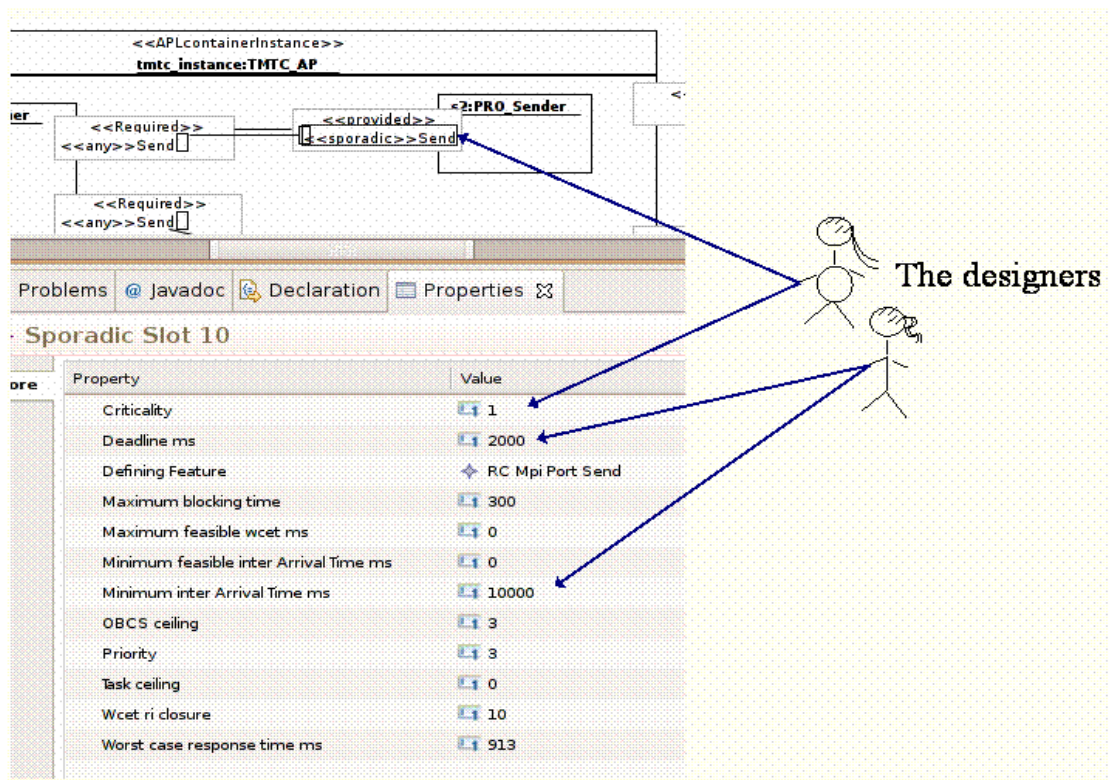 <<APLcontainerInstance>>
tmtc_instance:TMTC_AP
<<Required>>
<<any>>Send
<<provided>>
<<sporadic>>Send
s2:PRO_Sender
<<Required>>
<<any>>Send
The designers
Problems @ Javadoc Declaration Properties
Sporadic Slot 10
Property Value
Criticality 1
Deadline ms 2000
Defining Feature RC Mpi Port Send
Maximum blocking time 300
Maximum feasible wcet ms 0
Minimum feasible inter Arrival Time ms 0
Minimum inter Arrival Time ms 10000
OBCS ceiling 3
Priority 3
Task ceiling 0
Wcet ri closure 10
Worst case response time ms 913